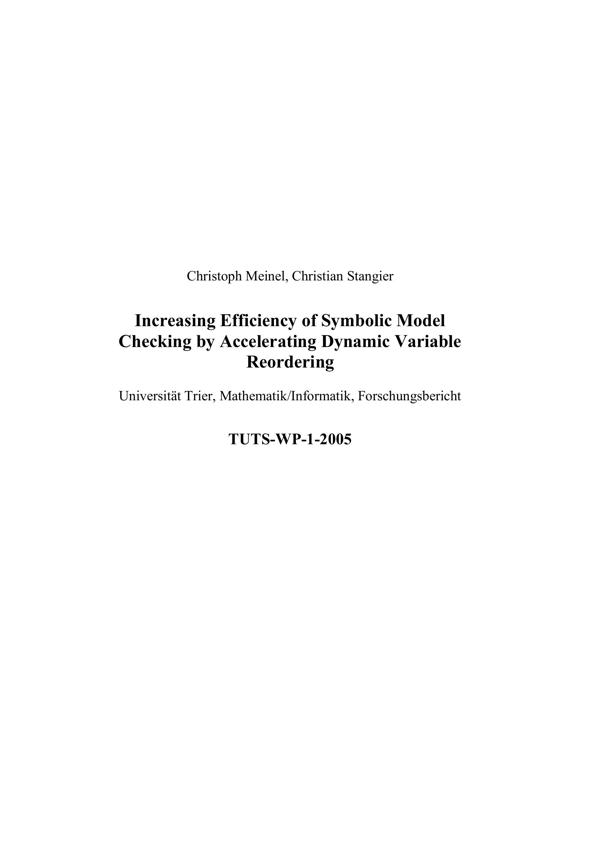 Christoph Meinel, Christian Stangier
Increasing Efficiency of Symbolic Model
Checking by Accelerating Dynamic Variable
Reordering
Universität Trier, Mathematik/Informatik, Forschungsbericht
TUTS-WP-1-2005